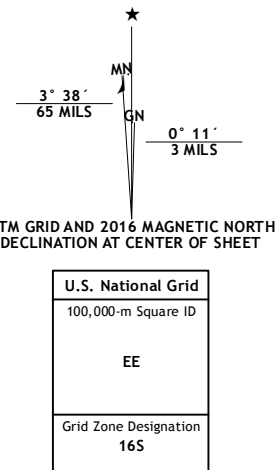 ★
MN
GN
3° 38´
65 MILS
0° 11´
3 MILS
TM GRID AND 2016 MAGNETIC NORTH
DECLINATION AT CENTER OF SHEET
U.S. National Grid
100,000-m Square ID
EE
Grid Zone Designation
16S